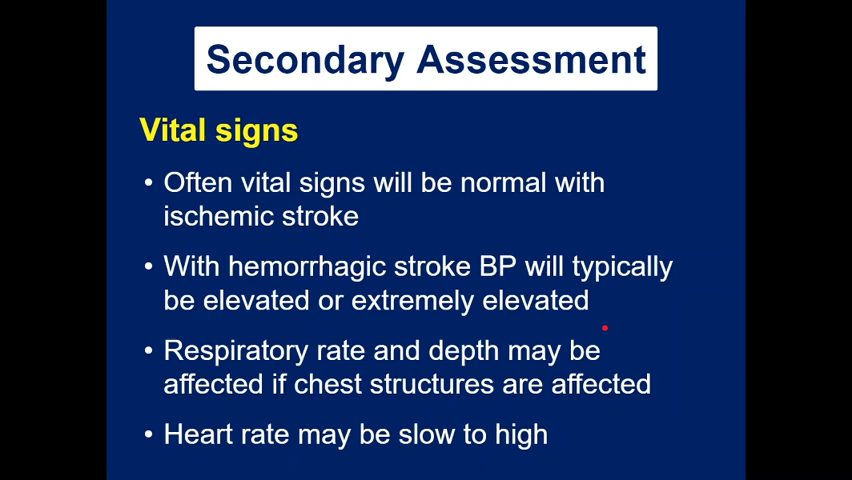 Secondary Assessment
Vital signs
• Often vital signs will be normal with
ischemic stroke
• With hemorrhagic stroke BP will typically
be elevated or extremely elevated
• Respiratory rate and depth may be
affected if chest structures are affected
• Heart rate may be slow to high